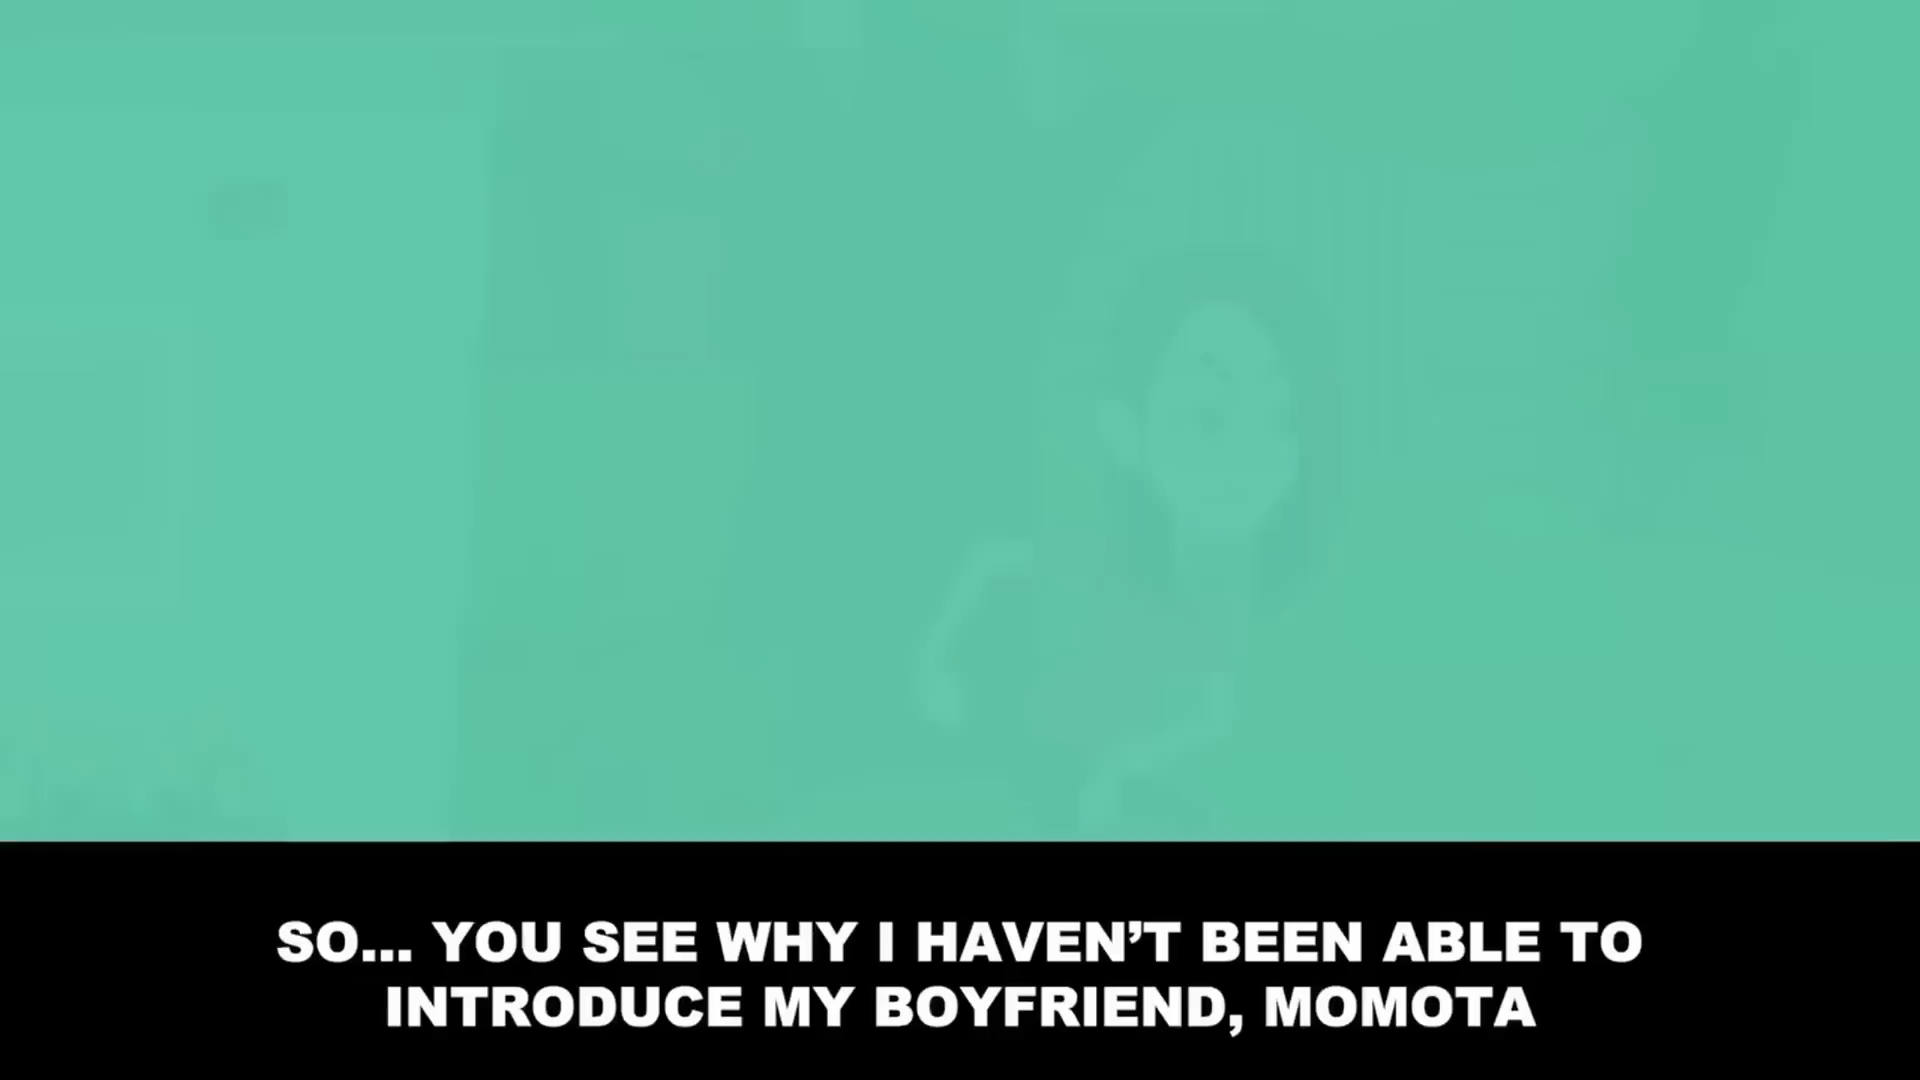 SO... YOU SEE WHY I HAVEN’T BEEN ABLE TO
INTRODUCE MY BOYFRIEND, MOMOTA